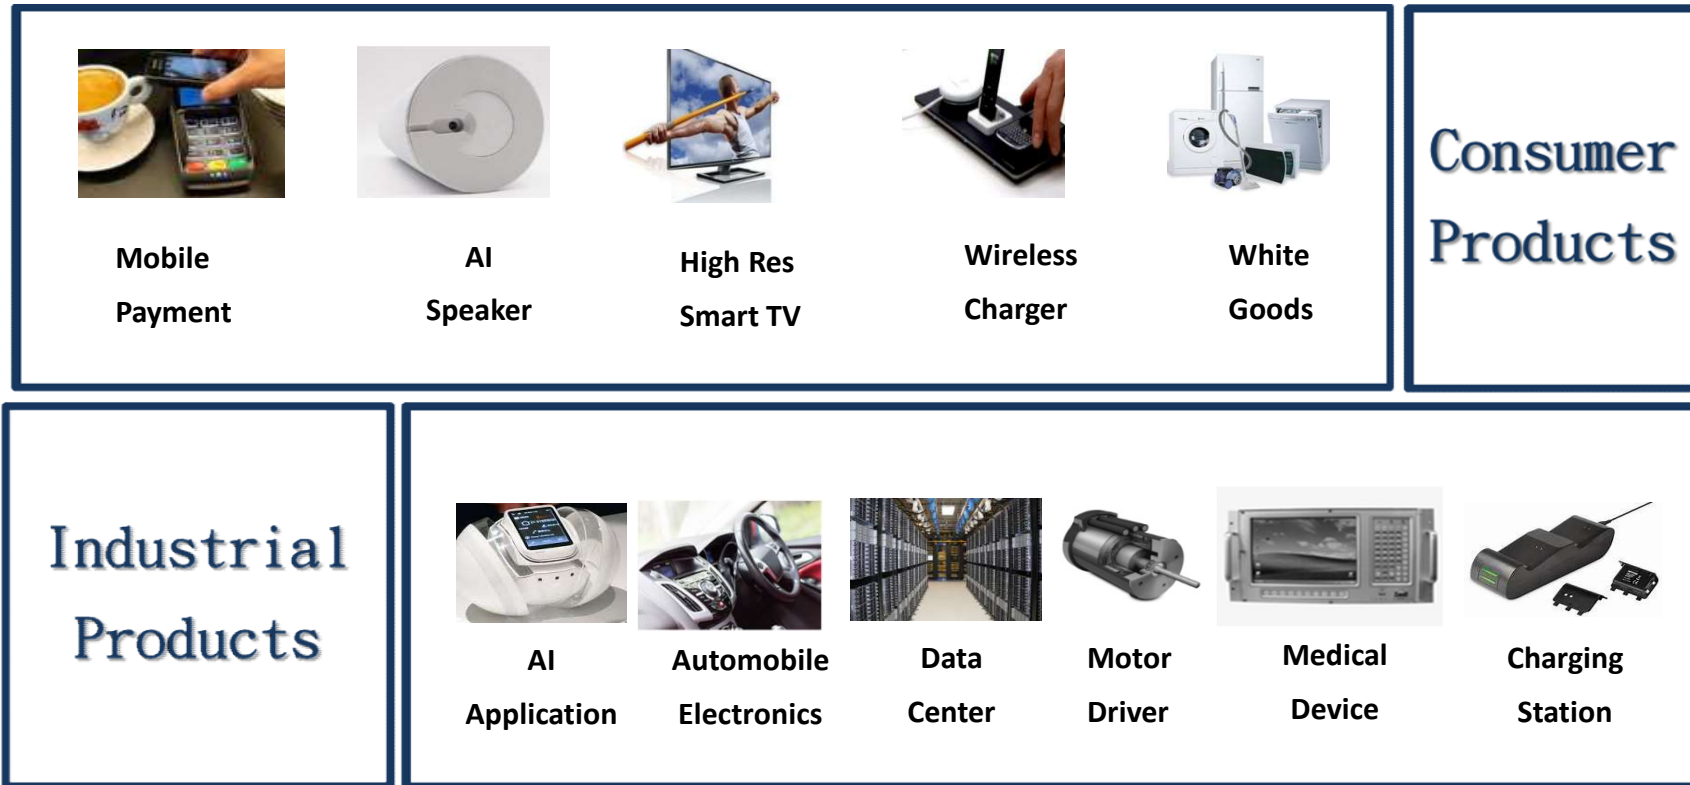 Mobile
Payment
AI
Speaker
High Res
Smart TV
Wireless
Charger
White
Goods
Consumer
Products
Industrial
Products
AI
Application
Automobile
Electronics
Data
Center
Motor
Driver
Medical
Device
Charging
Station